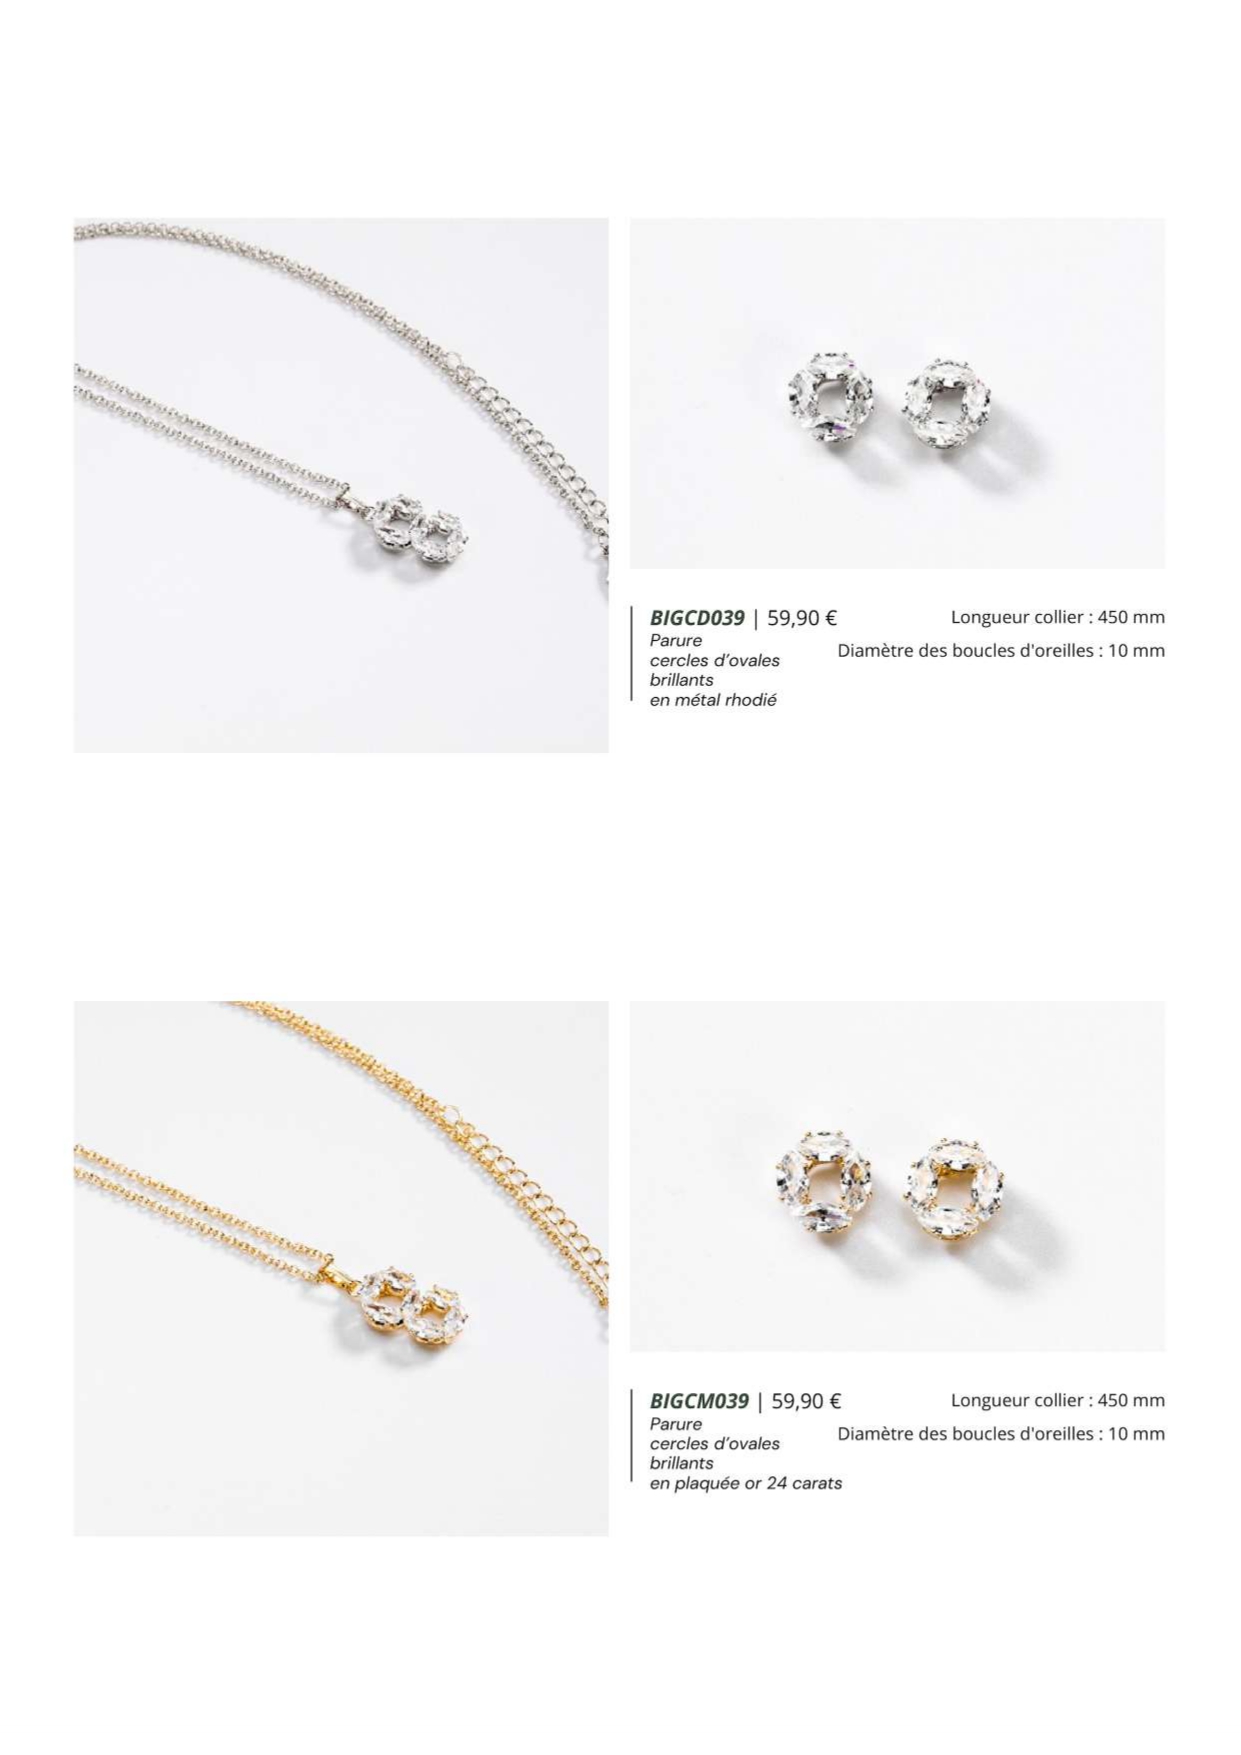 BIGCD039 | 59,90 €
Parure
cercles d’ovales
brillants
en métal rhodié
Longueur collier : 450 mm
Diamètre des boucles d'oreilles : 10 mm
BIGCM039 | 59,90 €
Parure
cercles d’ovales
brillants
en plaquée or 24 carats
Longueur collier : 450 mm
Diamètre des boucles d'oreilles : 10 mm